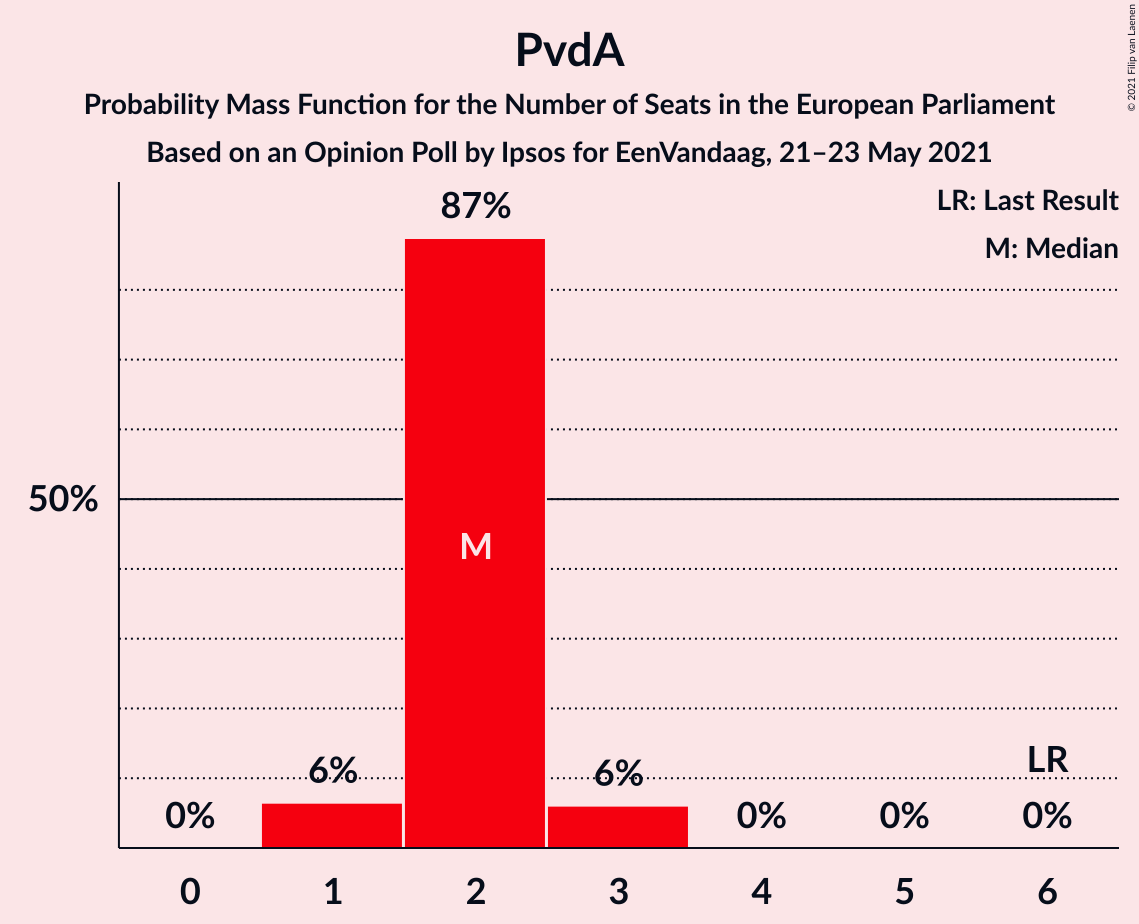 PvdA
Probability Mass Function for the Number of Seats in the European Parliament
Based on an Opinion Poll by Ipsos for EenVandaag, 21–23 May 2021
© 2021 Filip van Laenen
LR: Last Result
M: Median
87%
50%
M
6%
6%
LR
0%
0%
0%
0%
0 1 2 3 4 5 6